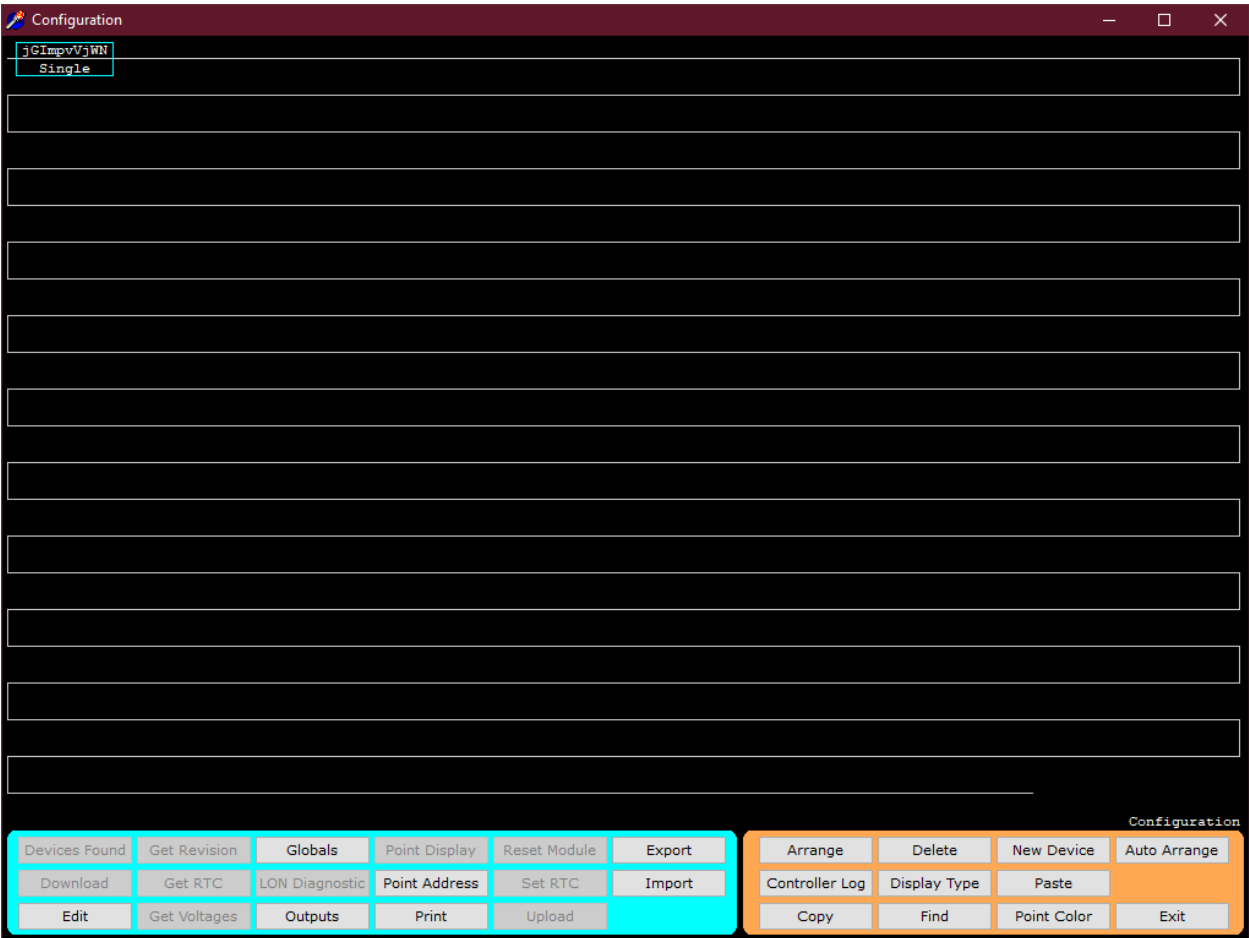 Configuration
jGImpvVjWN
Single
Configuration
Devices Found Get Revision Globals Point Display Reset Module Export Arrange Delete New Device Auto Arrange
Download Get RTC LON Diagnostic Point Address Set RTC Import Controller Log Display Type Paste
Edit Get Voltages Outputs Print Upload Copy Find Point Color Exit